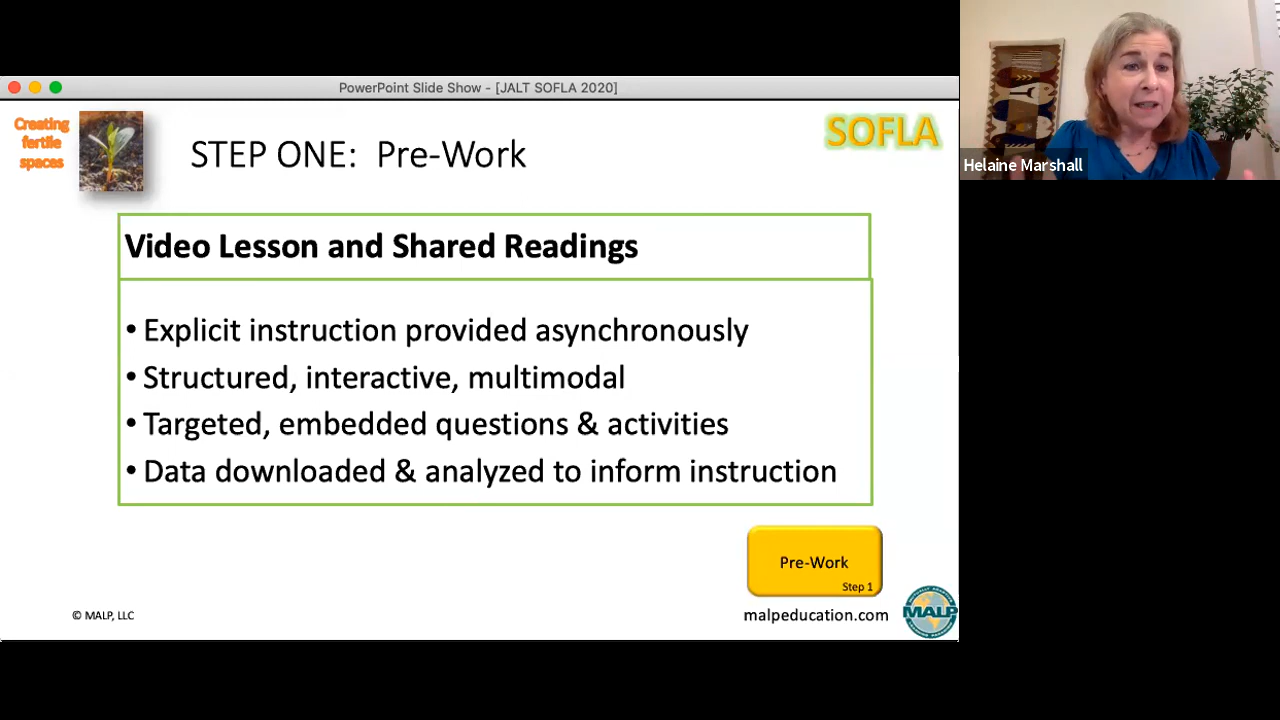 PowerPoint Slide Show - [JALT SOFLA 2020]
Creating
fertile
spaces
STEP ONE: Pre-Work
SOFLA
Helaine Marshall
Video Lesson and Shared Readings
• Explicit instruction provided asynchronously
• Structured, interactive, multimodal
• Targeted, embedded questions & activities
• Data downloaded & analyzed to inform instruction
Pre-Work
Step 1
© MALP, LLC
malpeducation.com
MALP